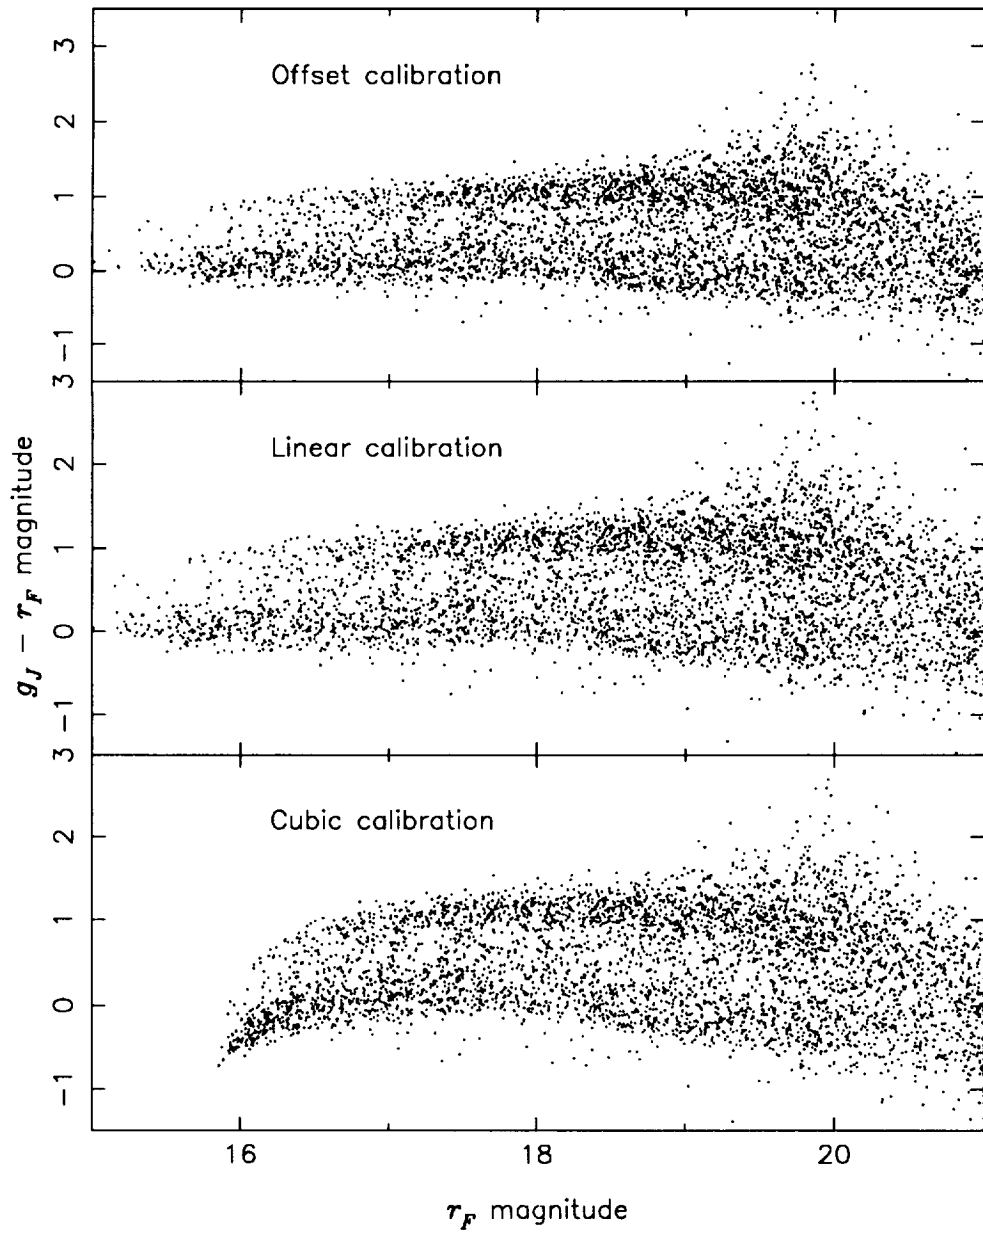 3
2
1
0
−1
Offset calibration
3
2
1
0
−1
Linear calibration
3
2
1
0
−1
Cubic calibration
g_J − r_F magnitude
16 18 20
r_F magnitude